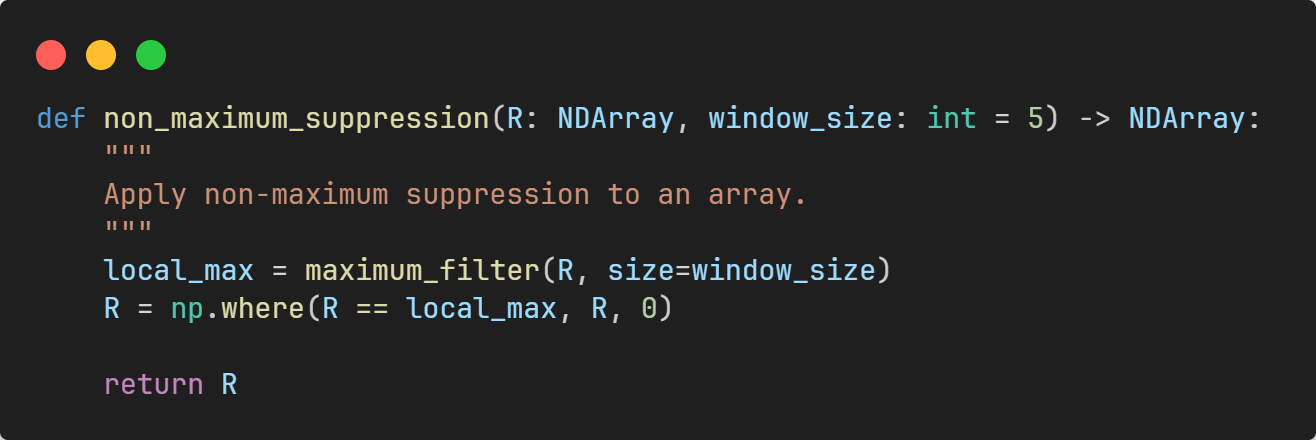 def non_maximum_suppression(R: NDArray, window_size: int = 5) -> NDArray:
    """
    Apply non-maximum suppression to an array.
    """
    local_max = maximum_filter(R, size=window_size)
    R = np.where(R == local_max, R, 0)

    return R